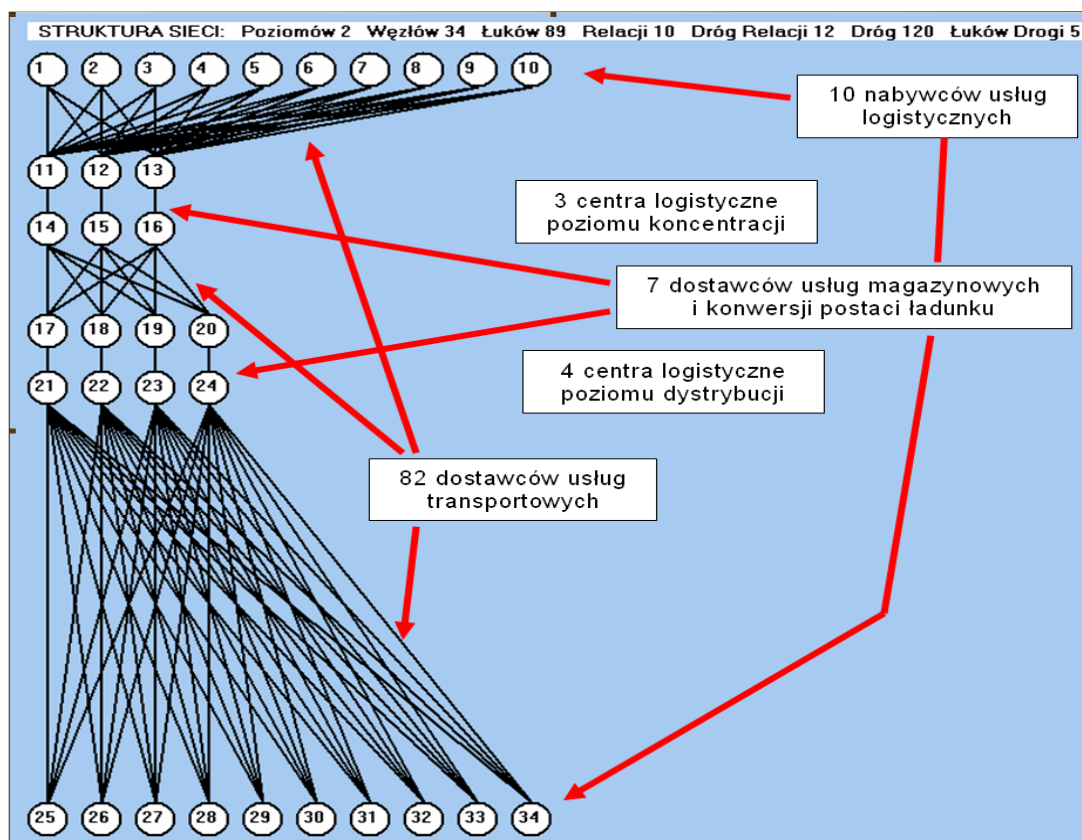 STRUKTURA SIECI: Poziomów 2 Węzłów 34 Łuków 89 Relacji 10 Dróg Relacji 12 Dróg 120 Łuków Drogi 5
1 2 3 4 5 6 7 8 9 10
10 nabywców usług
logistycznych
11 12 13
3 centra logistyczne
poziomu koncentracji
14 15 16
7 dostawców usług magazynowych
i konwersji postaci ładunku
17 18 19 20
4 centra logistyczne
poziomu dystrybucji
21 22 23 24
82 dostawców usług
transportowych
25 26 27 28 29 30 31 32 33 34